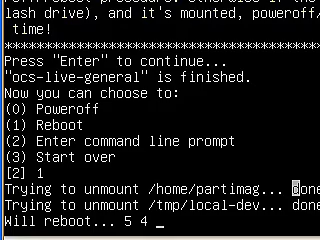 lash drive), and it's mounted, poweroff/
time!
****************************************
Press "Enter" to continue...
"ocs-live-general" is finished.
Now you can choose to:
(0) Poweroff
(1) Reboot
(2) Enter command line prompt
(3) Start over
[2] 1
Trying to unmount /home/partimag... done
Trying to unmount /tmp/local-dev... done
Will reboot... 5 4 _